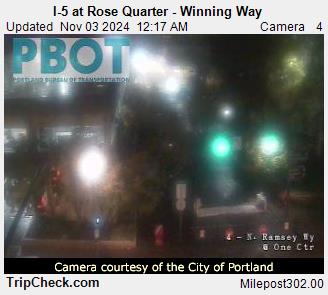 I-5 at Rose Quarter - Winning Way
Updated Nov 03 2024 12:17 AM Camera 4
PBOT
PORTLAND BUREAU OF TRANSPORTATION
4 - N. Ramsey Wy
@ One Ctr
Camera courtesy of the City of Portland
TripCheck.com Milepost302.00